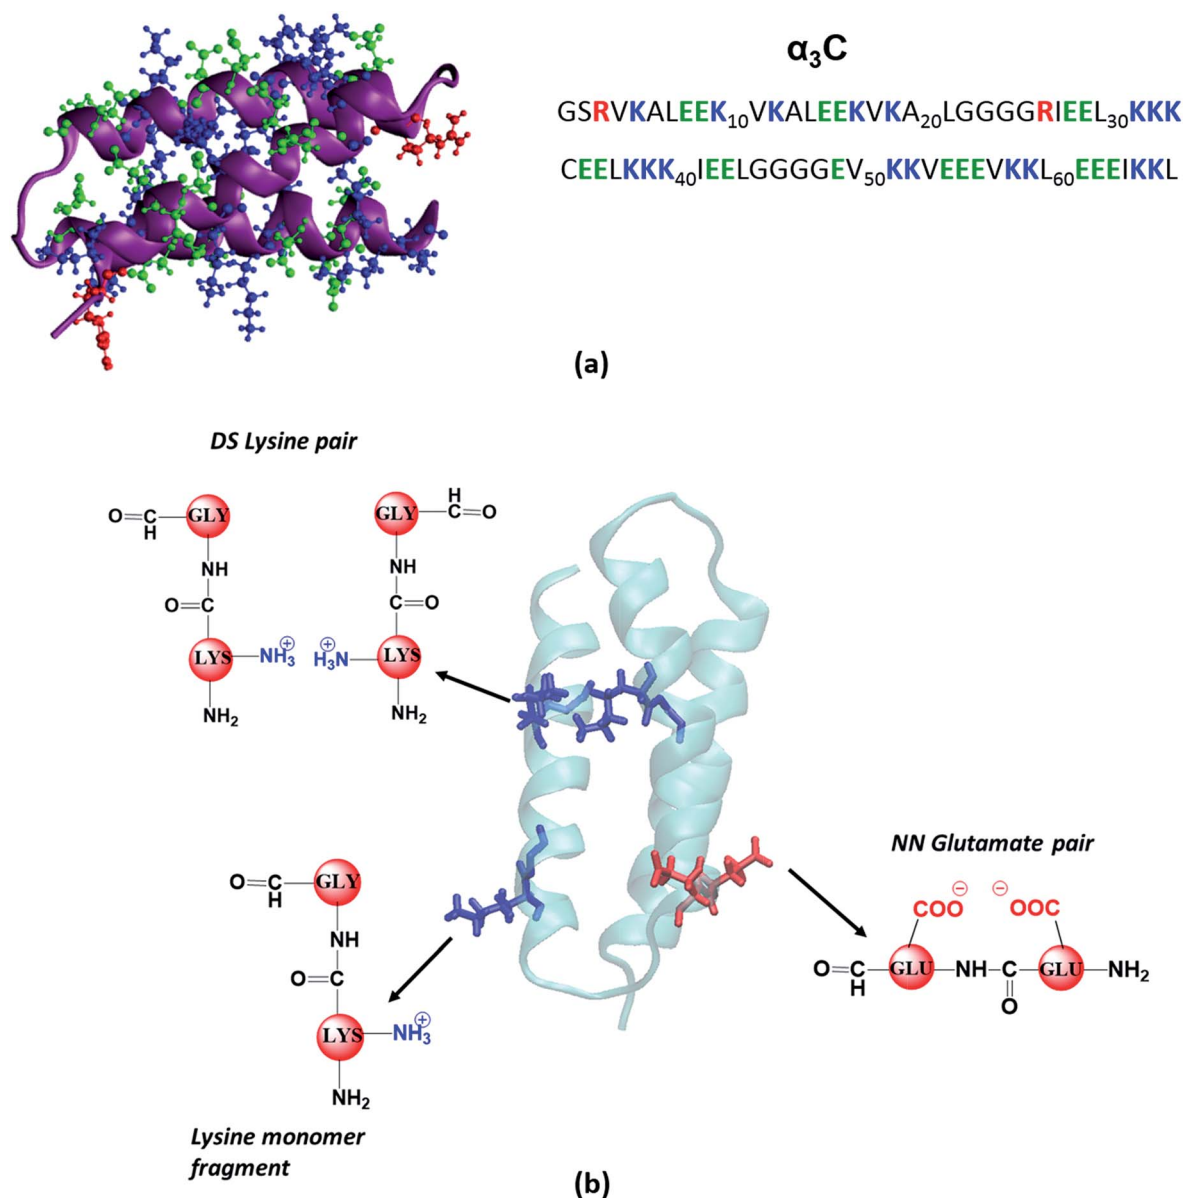 α₃C
GSRVKALEEK₁₀VKALEEKVKA₂₀LGGGGRIEEL₃₀KKK
CEELKKK₄₀IEELGGGGEV₅₀KKVEEEVKKL₆₀EEEIKKL
(a)
DS Lysine pair
O=C GLY GLY H C=O
H
NH NH
O=C C=O
LYS NH₃ ⊕ ⊕ H₃N LYS
NH₂ NH₂
NN Glutamate pair
COO ⊖ ⊖ OOC
O=C GLU NH C GLU NH₂
H O
O=C GLY
H
NH
O=C
LYS NH₃ ⊕
NH₂
Lysine monomer
fragment
(b)